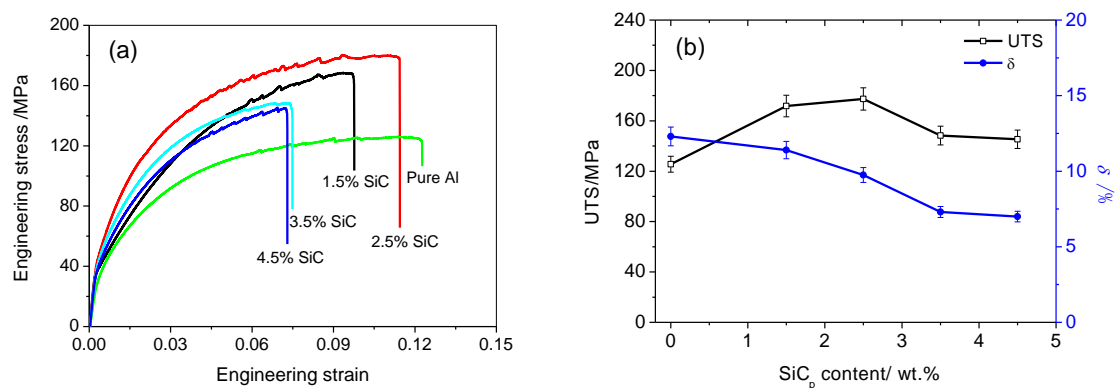 (a)
Engineering stress /MPa
200
160
120
80
40
0
Pure Al
1.5% SiC
3.5% SiC
2.5% SiC
4.5% SiC
0.00
0.03
0.06
0.09
0.12
0.15
Engineering strain
(b)
UTS/MPa
240
200
160
120
80
40
0
UTS
δ
20
15
10
5
0
δ /%
0
1
2
3
4
5
SiCp content/ wt.%